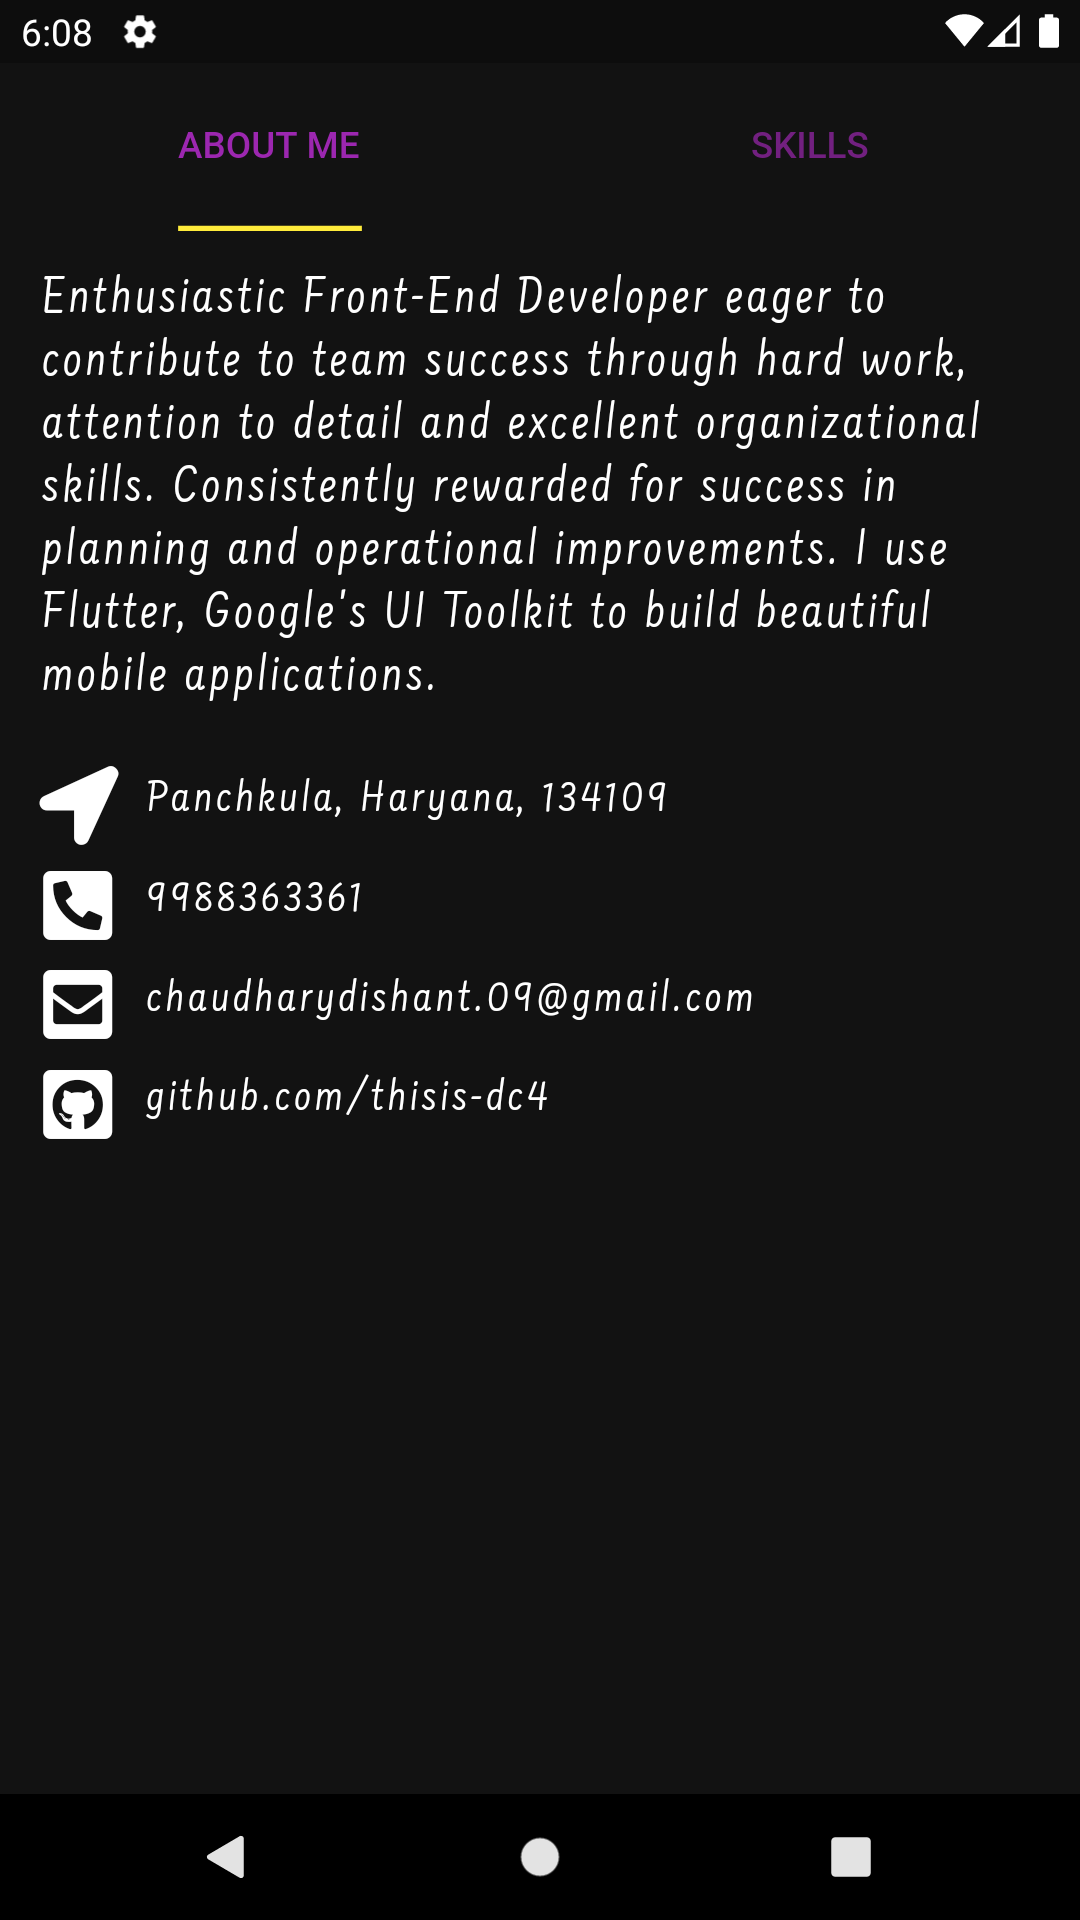 6:08
ABOUT ME
SKILLS
Enthusiastic Front-End Developer eager to
contribute to team success through hard work,
attention to detail and excellent organizational
skills. Consistently rewarded for success in
planning and operational improvements. I use
Flutter, Google's UI Toolkit to build beautiful
mobile applications.
Panchkula, Haryana, 134109
9988363361
chaudharydishant.09@gmail.com
github.com/thisis-dc4